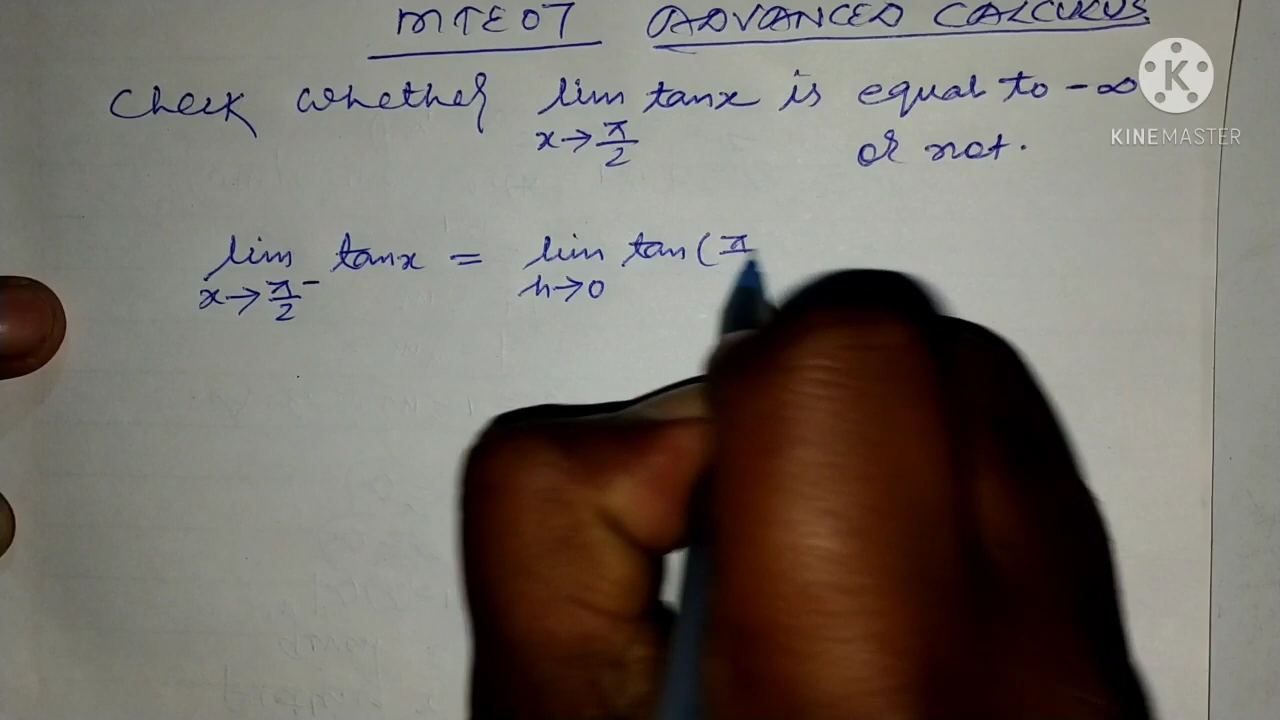 MTE07 ADVANCED CALCULUS
Check whether lim tanx is equal to -∞
x→π/2 or not.
KINEMASTER
lim tanx = lim tan(π
x→π/2⁻ h→0